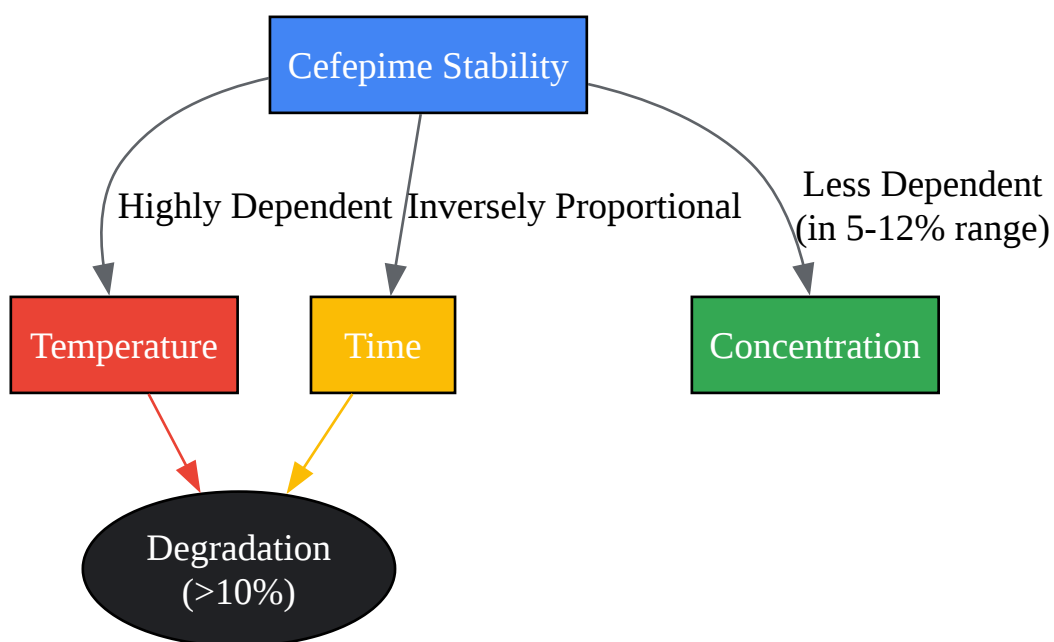 Cefepime Stability
Highly Dependent
Inversely Proportional
Less Dependent
(in 5-12% range)
Temperature
Time
Concentration
Degradation
(>10%)